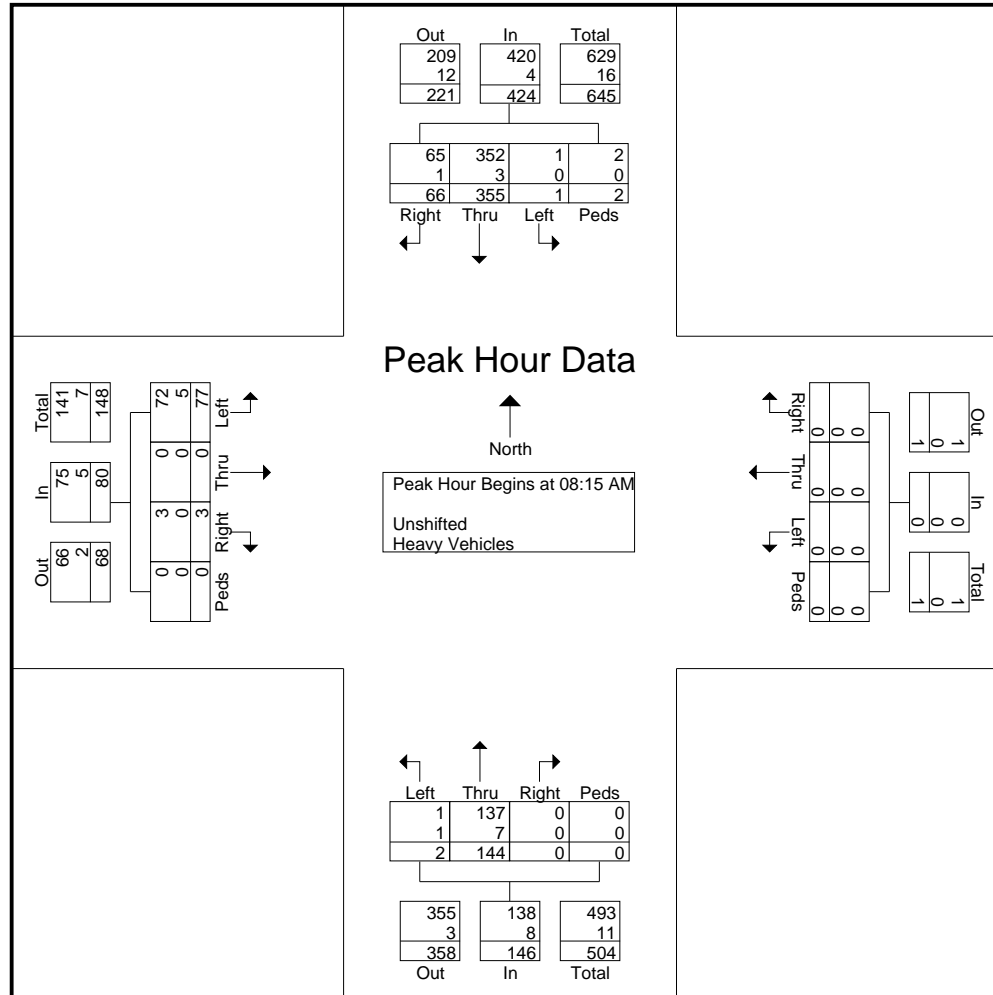 Out In Total
209 420 629
12 4 16
221 424 645
65 352 1 2
1 3 0 0
66 355 1 2
Right Thru Left Peds
Peak Hour Data
North
Peak Hour Begins at 08:15 AM
Unshifted
Heavy Vehicles
Total
141
7
148
In
75
5
80
Out
66
2
68
72
5
77
Left
0
0
0
Thru
3
0
3
Right
0
0
0
Peds
Right
0
0
0
Thru
0
0
0
Left
0
0
0
Peds
0
0
0
Out
1
0
1
In
0
0
0
Total
1
0
1
Left Thru Right Peds
1 137 0 0
1 7 0 0
2 144 0 0
355 138 493
3 8 11
358 146 504
Out In Total